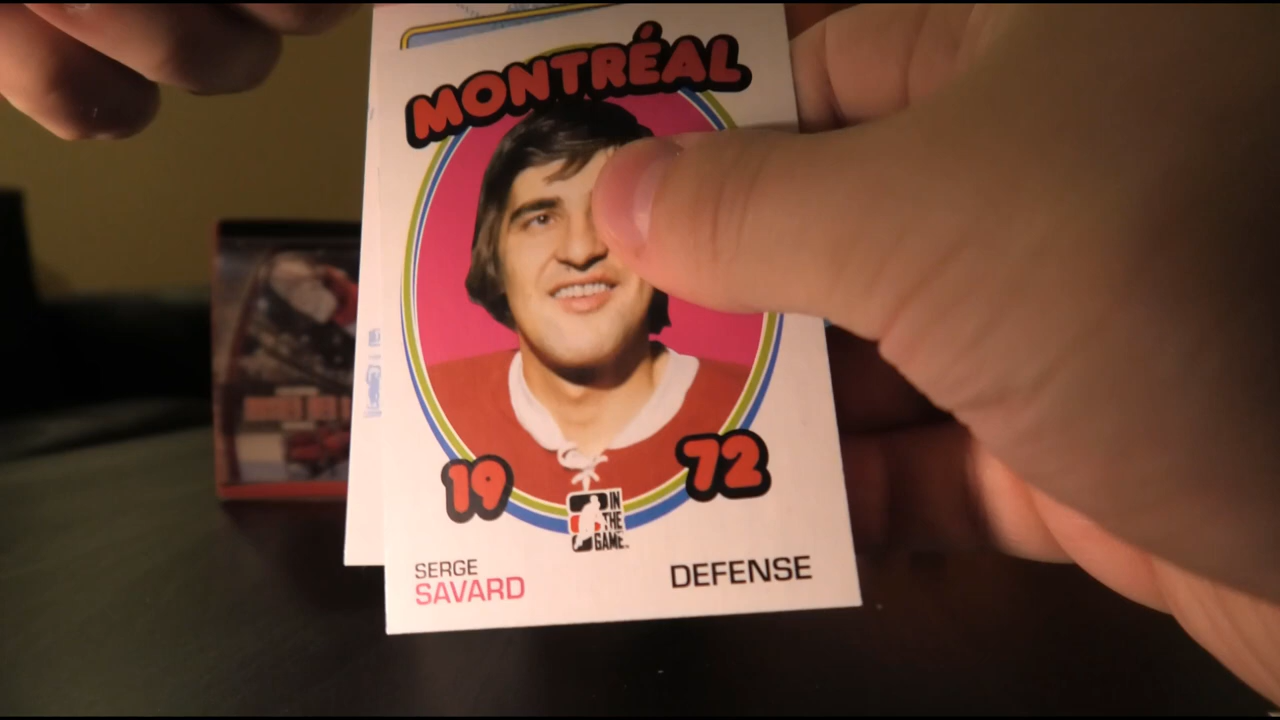 MONTRÉAL
19 72
IN
THE
GAME
SERGE
SAVARD
DEFENSE